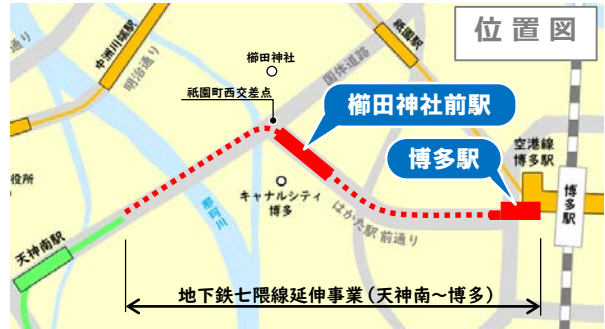 位置図
中洲川端駅
明治通り
櫛田神社
国体道路
祇園駅
祇園町西交差点
櫛田神社前駅
空港線
博多駅
博多駅
役所
キャナルシティ
博多
博多駅
那珂川
はかた駅前通り
天神南駅
地下鉄七隈線延伸事業(天神南～博多)